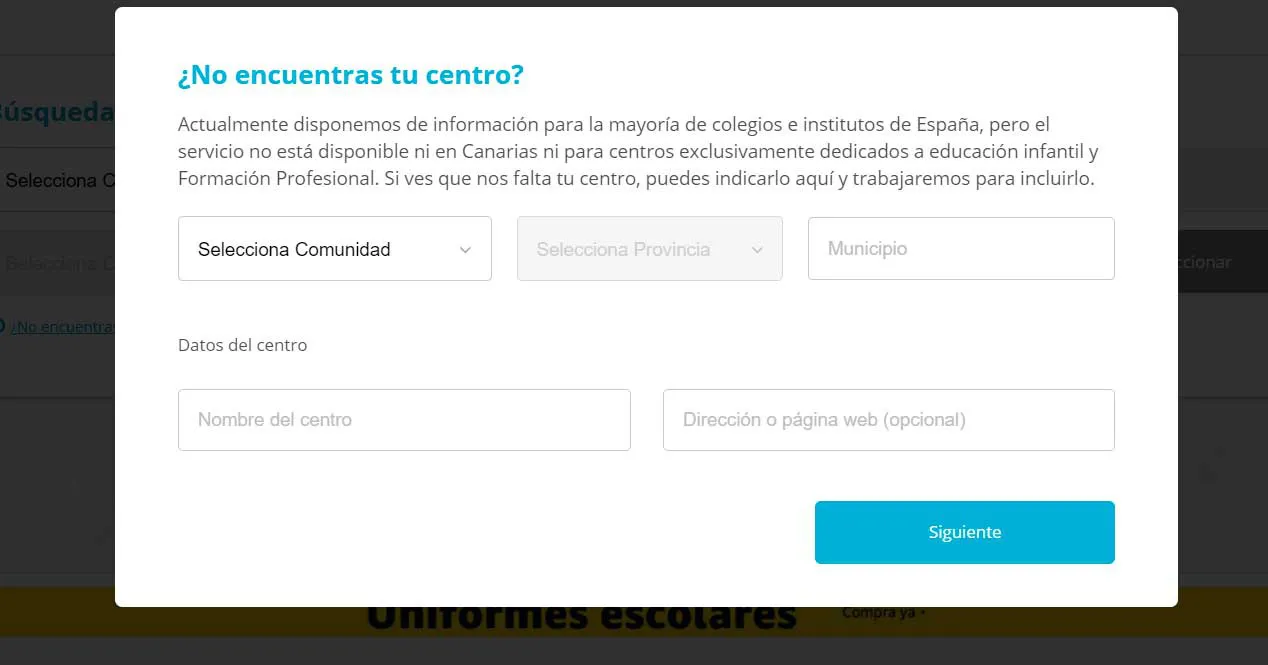 ¿No encuentras tu centro?
Búsqueda
Actualmente disponemos de información para la mayoría de colegios e institutos de España, pero el
servicio no está disponible ni en Canarias ni para centros exclusivamente dedicados a educación infantil y
Formación Profesional. Si ves que nos falta tu centro, puedes indicarlo aquí y trabajaremos para incluirlo.
Selecciona C
Selecciona Comunidad
Selecciona Provincia
Municipio
Selecciona C
ccionar
¿No encuentras
Datos del centro
Nombre del centro
Dirección o página web (opcional)
Siguiente
Uniformes escolares
Compra ya